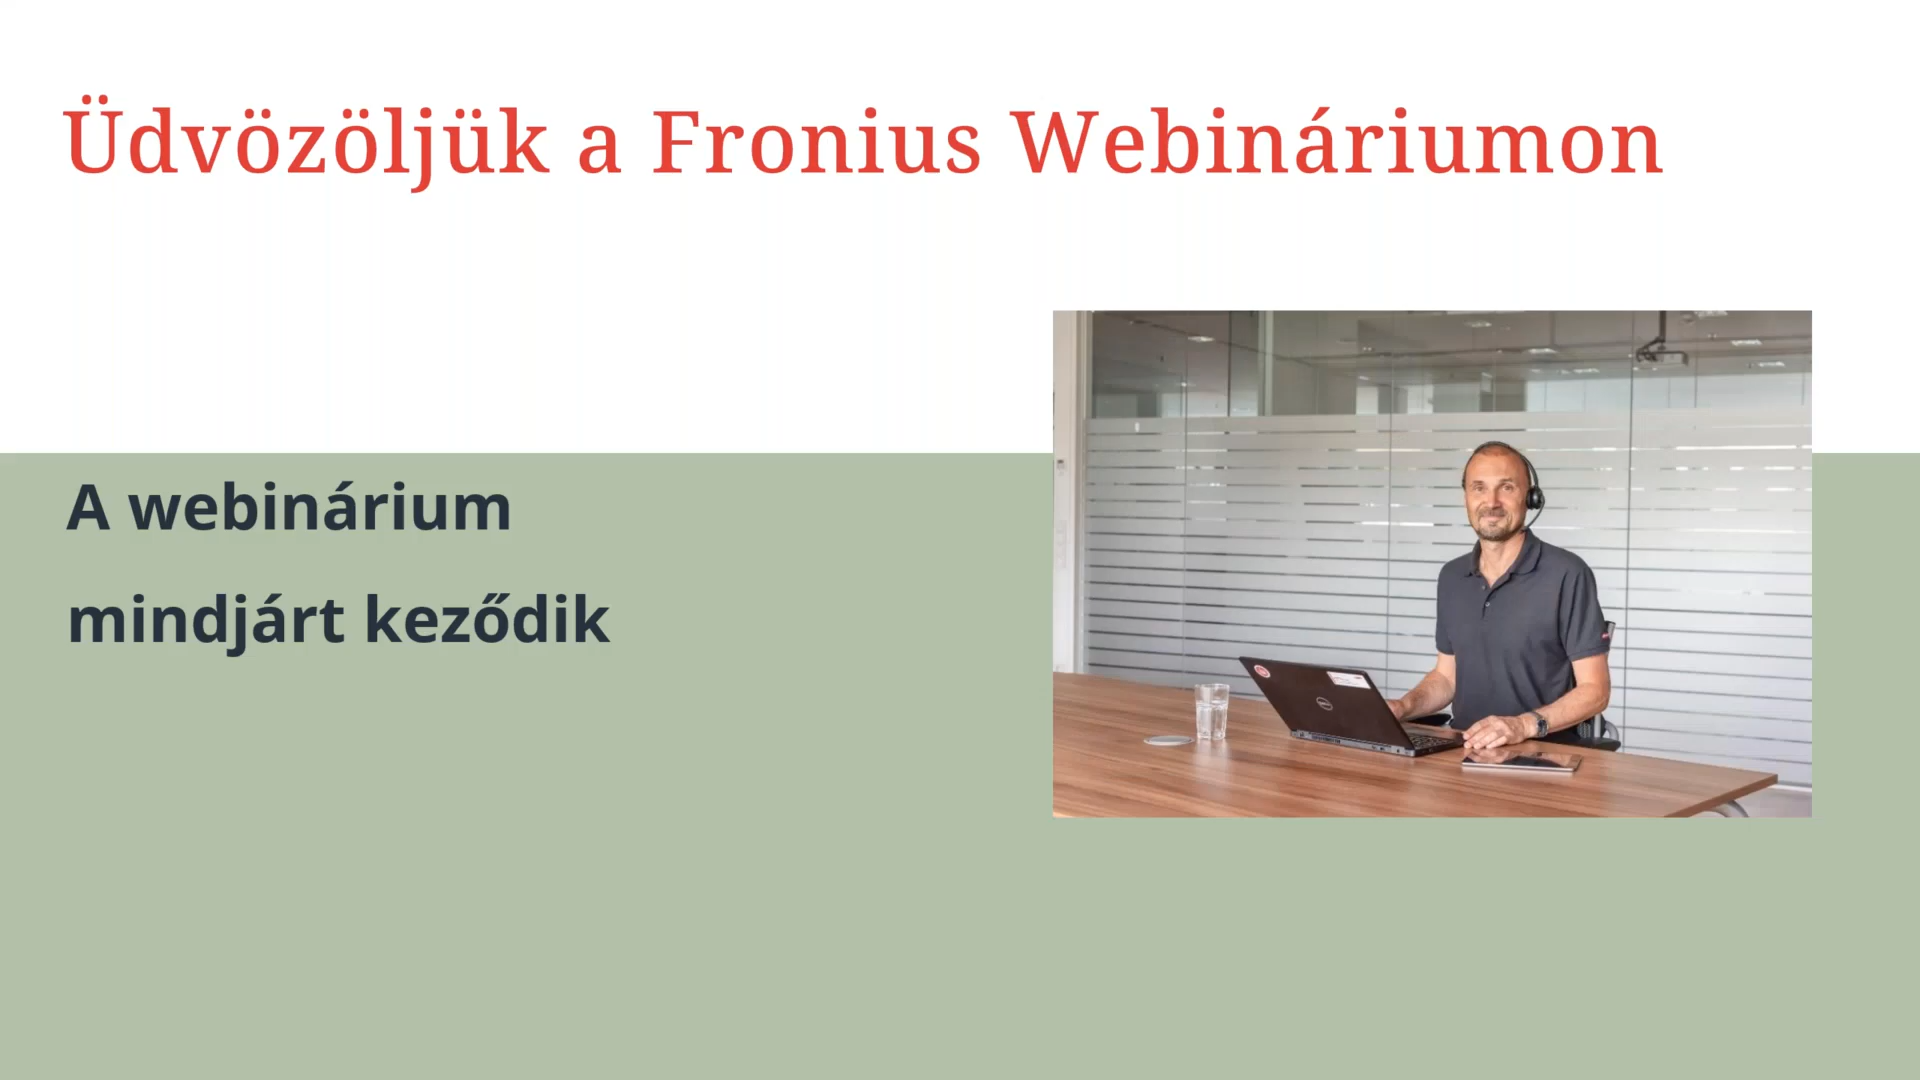 Üdvözöljük a Fronius Webináriumon
A webinárium
mindjárt keződik